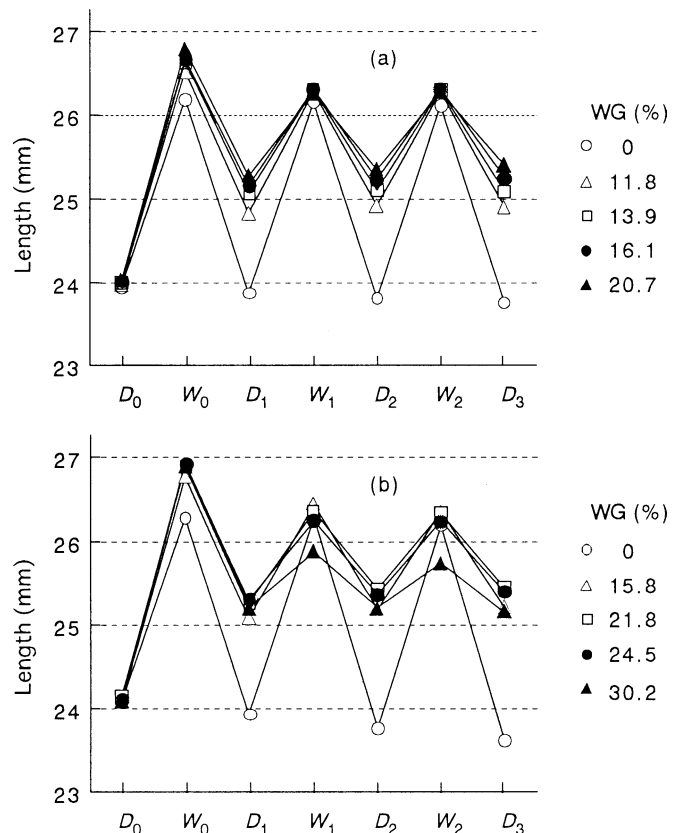 27
(a)
26
25
24
23
Length (mm)
D₀ W₀ D₁ W₁ D₂ W₂ D₃
WG (%)
0
11.8
13.9
16.1
20.7
27
(b)
26
25
24
23
Length (mm)
D₀ W₀ D₁ W₁ D₂ W₂ D₃
WG (%)
0
15.8
21.8
24.5
30.2